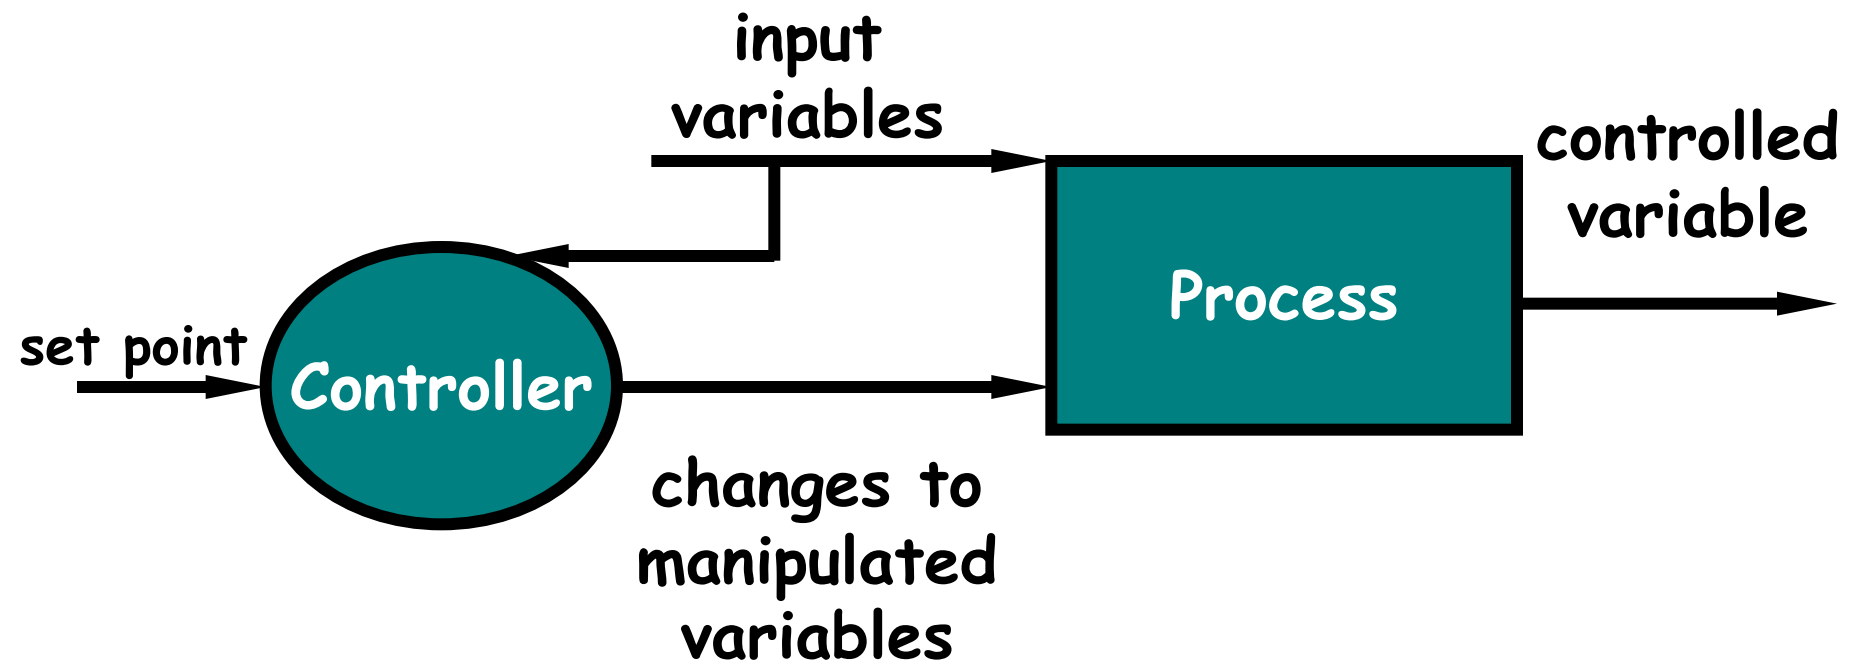 input
variables
controlled
variable
Process
set point
Controller
changes to
manipulated
variables